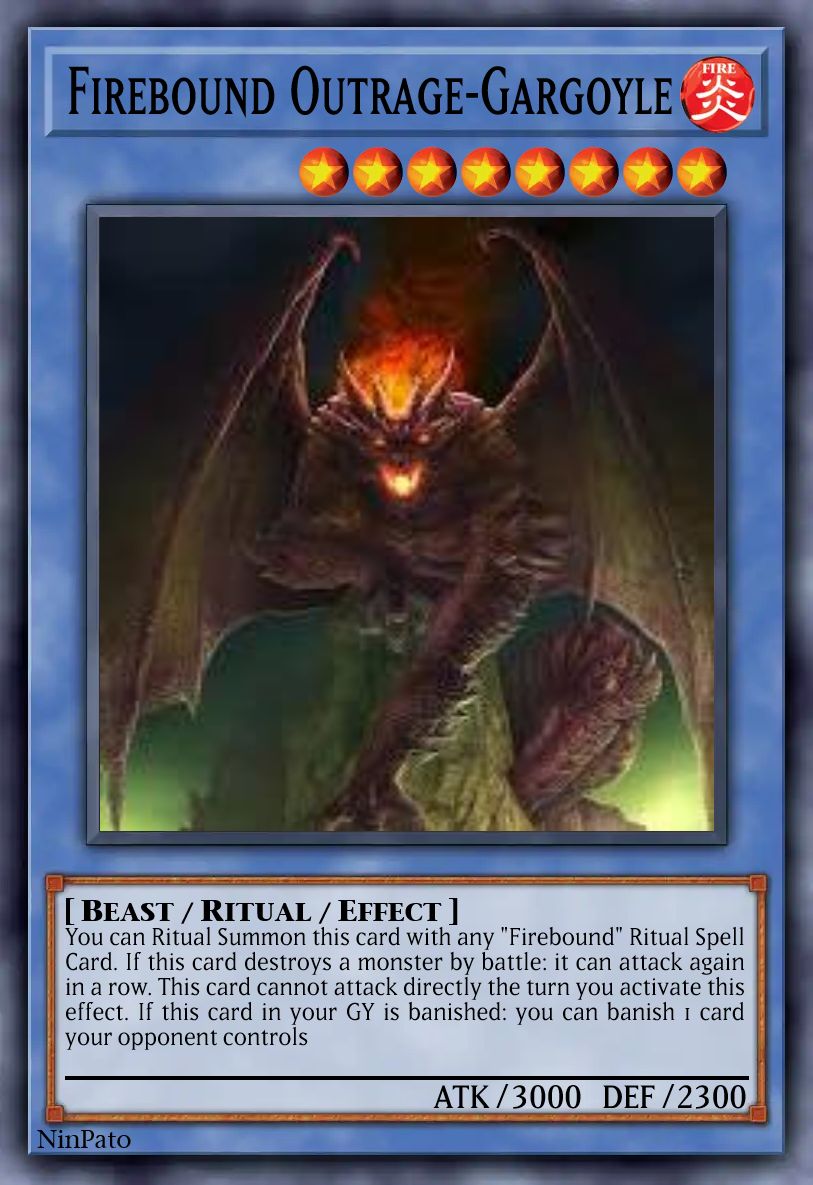 Firebound Outrage-Gargoyle
FIRE
炎
[ Beast / Ritual / Effect ]
You can Ritual Summon this card with any "Firebound" Ritual Spell
Card. If this card destroys a monster by battle: it can attack again
in a row. This card cannot attack directly the turn you activate this
effect. If this card in your GY is banished: you can banish 1 card
your opponent controls
ATK/3000 DEF/2300
NinPato